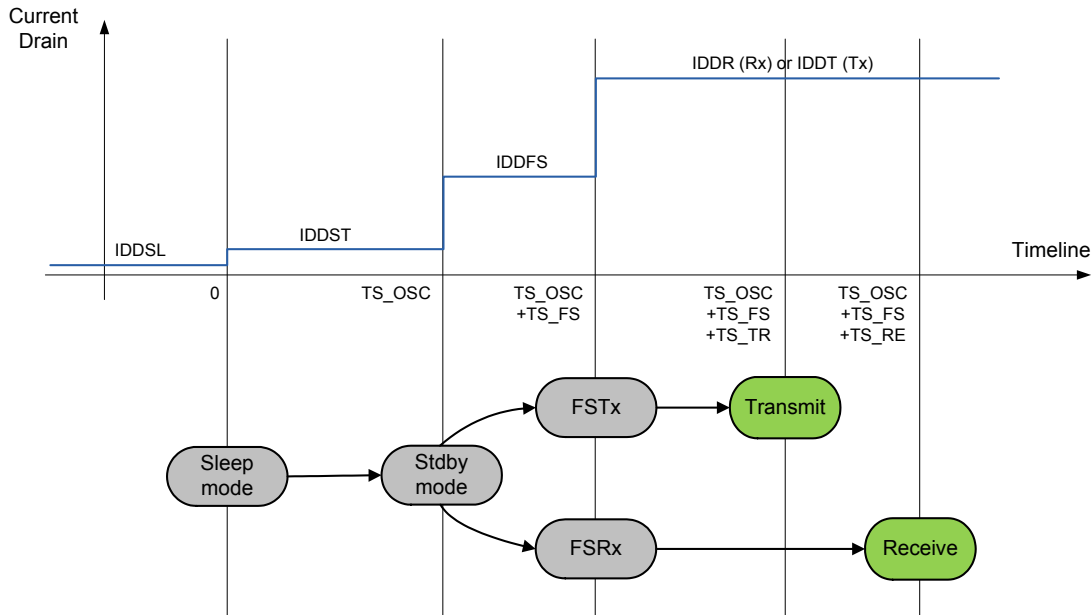 Current
Drain
IDDR (Rx) or IDDT (Tx)
IDDFS
IDDST
IDDSL
Timeline
0
TS_OSC
TS_OSC
+TS_FS
TS_OSC
+TS_FS
+TS_TR
TS_OSC
+TS_FS
+TS_RE
FSTx
Transmit
Sleep
mode
Stdby
mode
FSRx
Receive